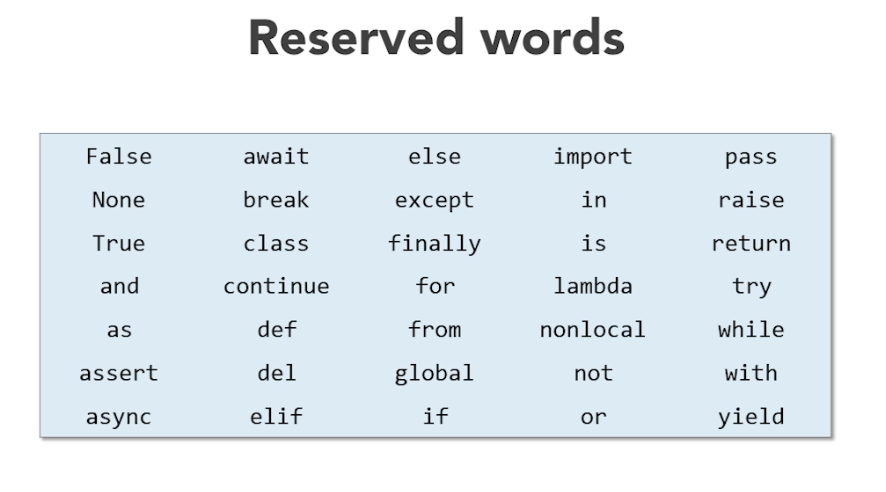 Reserved words
False await else import pass
None break except in raise
True class finally is return
and continue for lambda try
as def from nonlocal while
assert del global not with
async elif if or yield